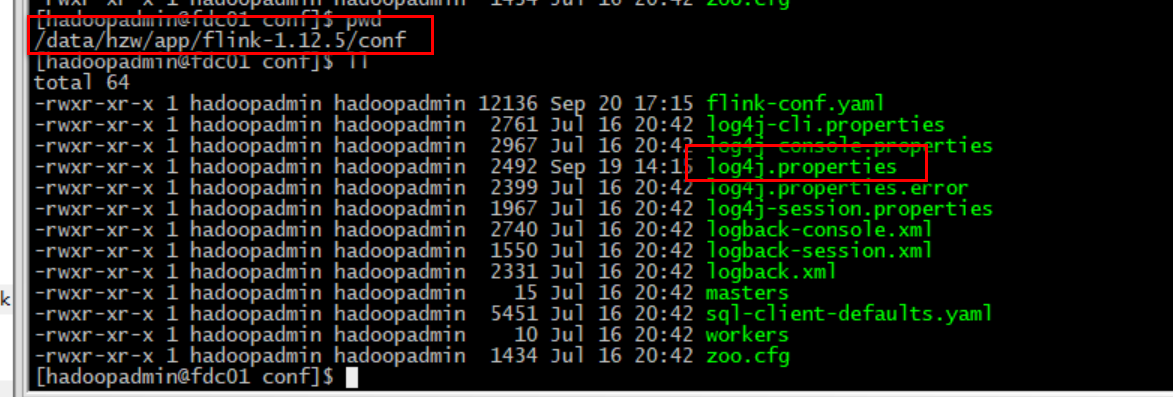 -rwxr-xr-x 1 hadoopadmin hadoopadmin 1434 Jul 16 20:42 zoo.cfg
[hadoopadmin@fdc01 conf]$ pwd
/data/hzw/app/flink-1.12.5/conf
[hadoopadmin@fdc01 conf]$ ll
total 64
-rwxr-xr-x 1 hadoopadmin hadoopadmin 12136 Sep 20 17:15 flink-conf.yaml
-rwxr-xr-x 1 hadoopadmin hadoopadmin 2761 Jul 16 20:42 log4j-cli.properties
-rwxr-xr-x 1 hadoopadmin hadoopadmin 2967 Jul 16 20:42 log4j-console.properties
-rwxr-xr-x 1 hadoopadmin hadoopadmin 2492 Sep 19 14:15 log4j.properties
-rwxr-xr-x 1 hadoopadmin hadoopadmin 2399 Jul 16 20:42 log4j.properties.error
-rwxr-xr-x 1 hadoopadmin hadoopadmin 1967 Jul 16 20:42 log4j-session.properties
-rwxr-xr-x 1 hadoopadmin hadoopadmin 2740 Jul 16 20:42 logback-console.xml
-rwxr-xr-x 1 hadoopadmin hadoopadmin 1550 Jul 16 20:42 logback-session.xml
-rwxr-xr-x 1 hadoopadmin hadoopadmin 2331 Jul 16 20:42 logback.xml
k
-rwxr-xr-x 1 hadoopadmin hadoopadmin 15 Jul 16 20:42 masters
-rwxr-xr-x 1 hadoopadmin hadoopadmin 5451 Jul 16 20:42 sql-client-defaults.yaml
-rwxr-xr-x 1 hadoopadmin hadoopadmin 10 Jul 16 20:42 workers
-rwxr-xr-x 1 hadoopadmin hadoopadmin 1434 Jul 16 20:42 zoo.cfg
[hadoopadmin@fdc01 conf]$